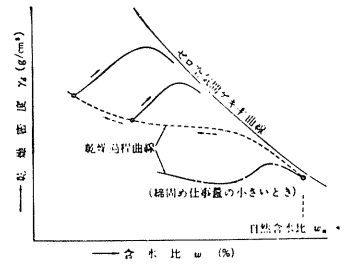 乾燥密度 γd (g/cm³)
ゼロ空気間ゲキ曲線
乾燥過程曲線
(締固め仕事量の小さいとき)
自然含水比 wn
含水比 w (%)